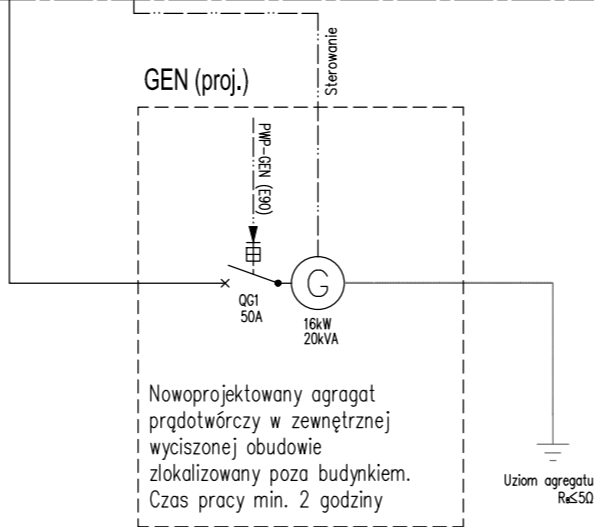 Sterowanie
GEN (proj.)
PWP-GEN (E90)
G
QG1
50A
16kW
20kVA
Nowoprojektowany agragat
prądotwórczy w zewnętrznej
wyciszonej obudowie
zlokalizowany poza budynkiem.
Czas pracy min. 2 godziny
Uziom agregatu
Rₑ≤5Ω